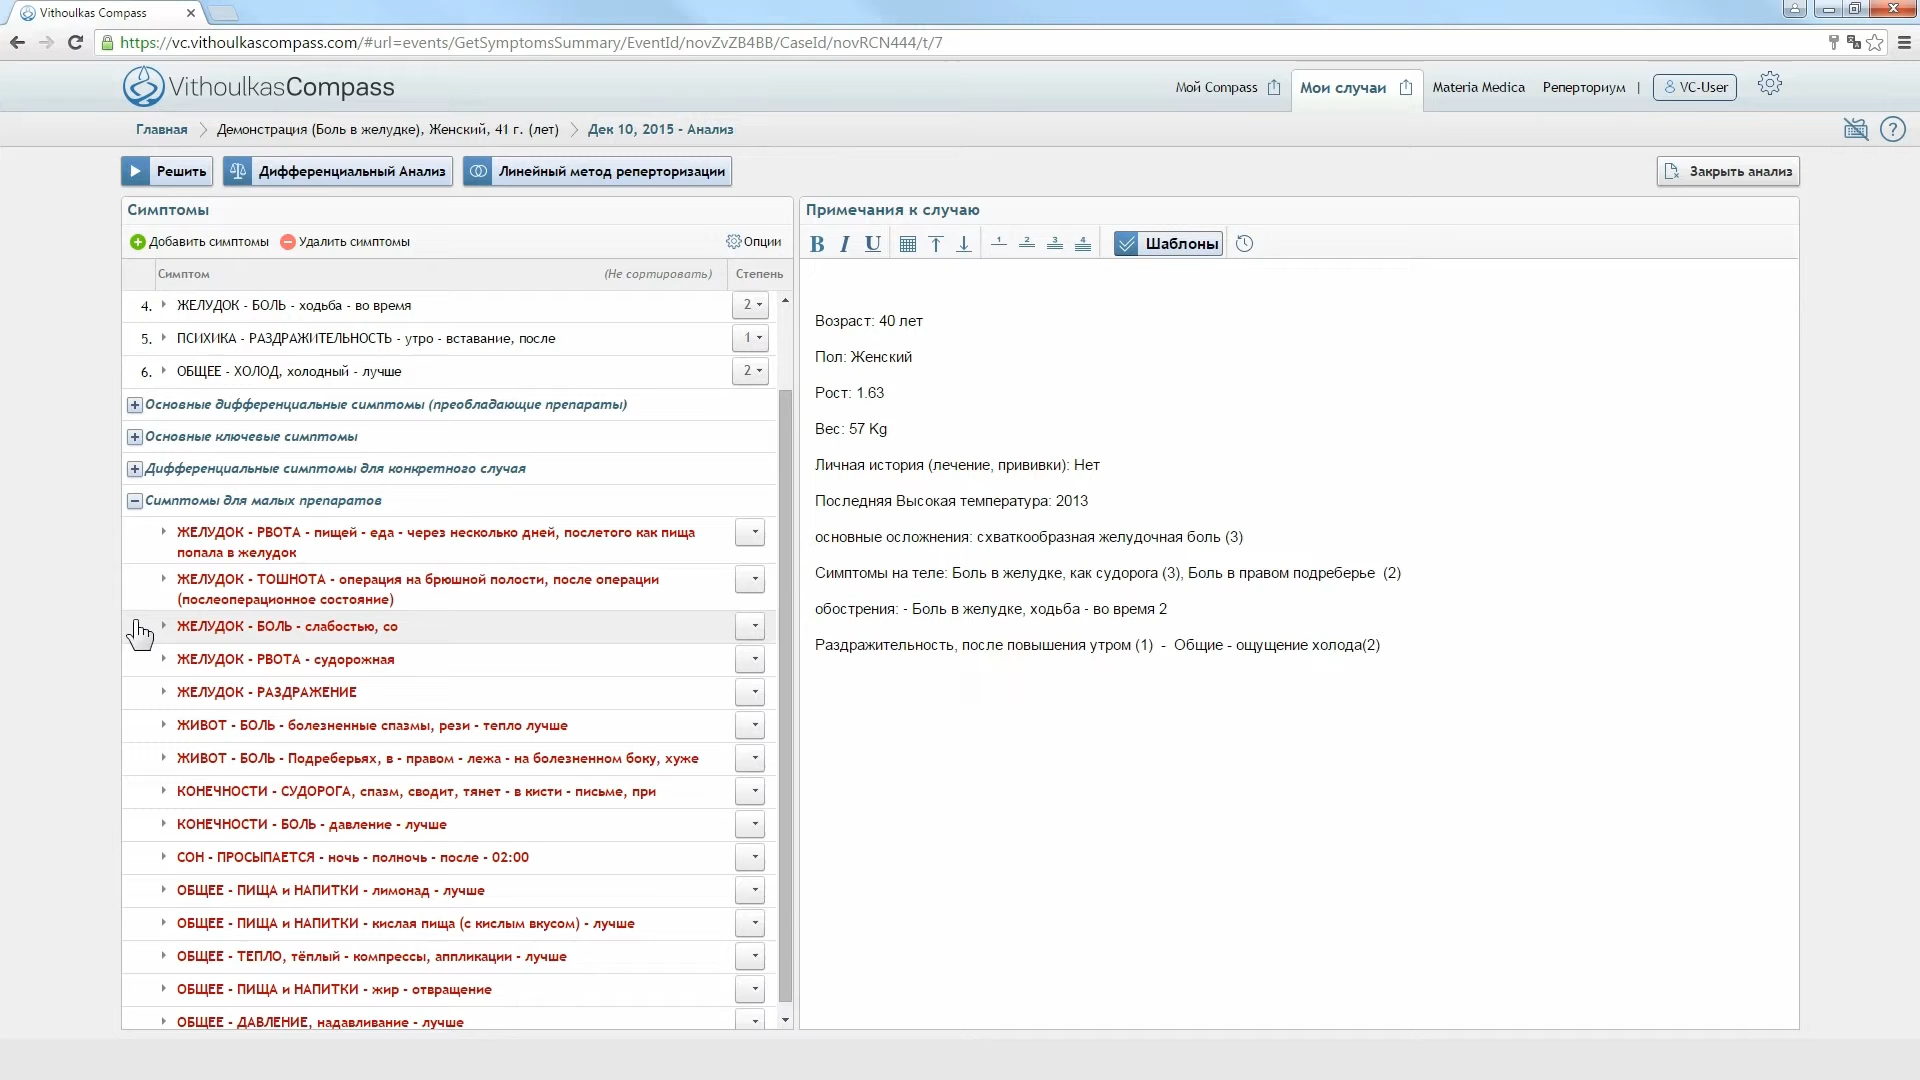 Vithoulkas Compass
https://vc.vithoulkascompass.com/#url=events/GetSymptomsSummary/EventId/novZvZB4BB/CaseId/novRCN444/t/7
VithoulkasCompass
Мой Compass
Мои случаи
Materia Medica
Реперториум |
VC-User
Главная
Демонстрация (Боль в желудке), Женский, 41 г. (лет)
Дек 10, 2015 - Анализ
Решить
Дифференциальный Анализ
Линейный метод реперторизации
Закрыть анализ
Симптомы
Добавить симптомы
Удалить симптомы
Опции
Симптом
(Не сортировать)
Степень
4. ЖЕЛУДОК - БОЛЬ - ходьба - во время 2
5. ПСИХИКА - РАЗДРАЖИТЕЛЬНОСТЬ - утро - вставание, после 1
6. ОБЩЕЕ - ХОЛОД, холодный - лучше 2
Основные дифференциальные симптомы (преобладающие препараты)
Основные ключевые симптомы
Дифференциальные симптомы для конкретного случая
Симптомы для малых препаратов
ЖЕЛУДОК - РВОТА - пищей - еда - через несколько дней, послетого как пища
попала в желудок
ЖЕЛУДОК - ТОШНОТА - операция на брюшной полости, после операции
(послеоперационное состояние)
ЖЕЛУДОК - БОЛЬ - слабостью, со
ЖЕЛУДОК - РВОТА - судорожная
ЖЕЛУДОК - РАЗДРАЖЕНИЕ
ЖИВОТ - БОЛЬ - болезненные спазмы, рези - тепло лучше
ЖИВОТ - БОЛЬ - Подреберьях, в - правом - лежа - на болезненном боку, хуже
КОНЕЧНОСТИ - СУДОРОГА, спазм, сводит, тянет - в кисти - письме, при
КОНЕЧНОСТИ - БОЛЬ - давление - лучше
СОН - ПРОСЫПАЕТСЯ - ночь - полночь - после - 02:00
ОБЩЕЕ - ПИЩА и НАПИТКИ - лимонад - лучше
ОБЩЕЕ - ПИЩА и НАПИТКИ - кислая пища (с кислым вкусом) - лучше
ОБЩЕЕ - ТЕПЛО, тёплый - компрессы, аппликации - лучше
ОБЩЕЕ - ПИЩА и НАПИТКИ - жир - отвращение
ОБЩЕЕ - ДАВЛЕНИЕ, надавливание - лучше
Примечания к случаю
B I U 1 2 3 4
Шаблоны
Возраст: 40 лет
Пол: Женский
Рост: 1.63
Вес: 57 Kg
Личная история (лечение, прививки): Нет
Последняя Высокая температура: 2013
основные осложнения: схваткообразная желудочная боль (3)
Симптомы на теле: Боль в желудке, как судорога (3), Боль в правом подреберье (2)
обострения: - Боль в желудке, ходьба - во время 2
Раздражительность, после повышения утром (1) - Общие - ощущение холода(2)